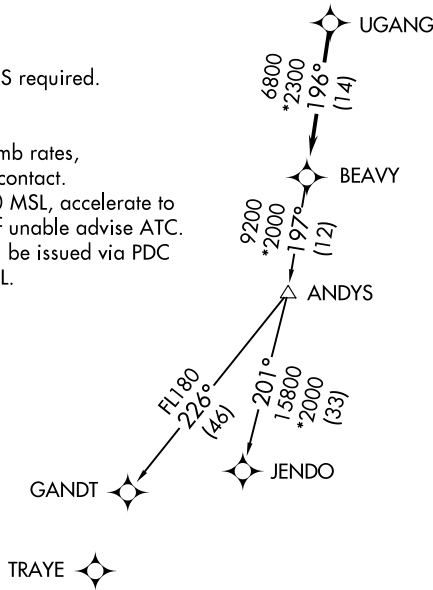 UGANG
S required.
6800
*2300
196°
(14)
mb rates,
contact.
0 MSL, accelerate to
f unable advise ATC.
be issued via PDC
L.
BEAVY
9200
*2000
197°
(12)
ANDYS
FL180
226°
(46)
201°
15800
*2000
(33)
GANDT
JENDO
TRAYE